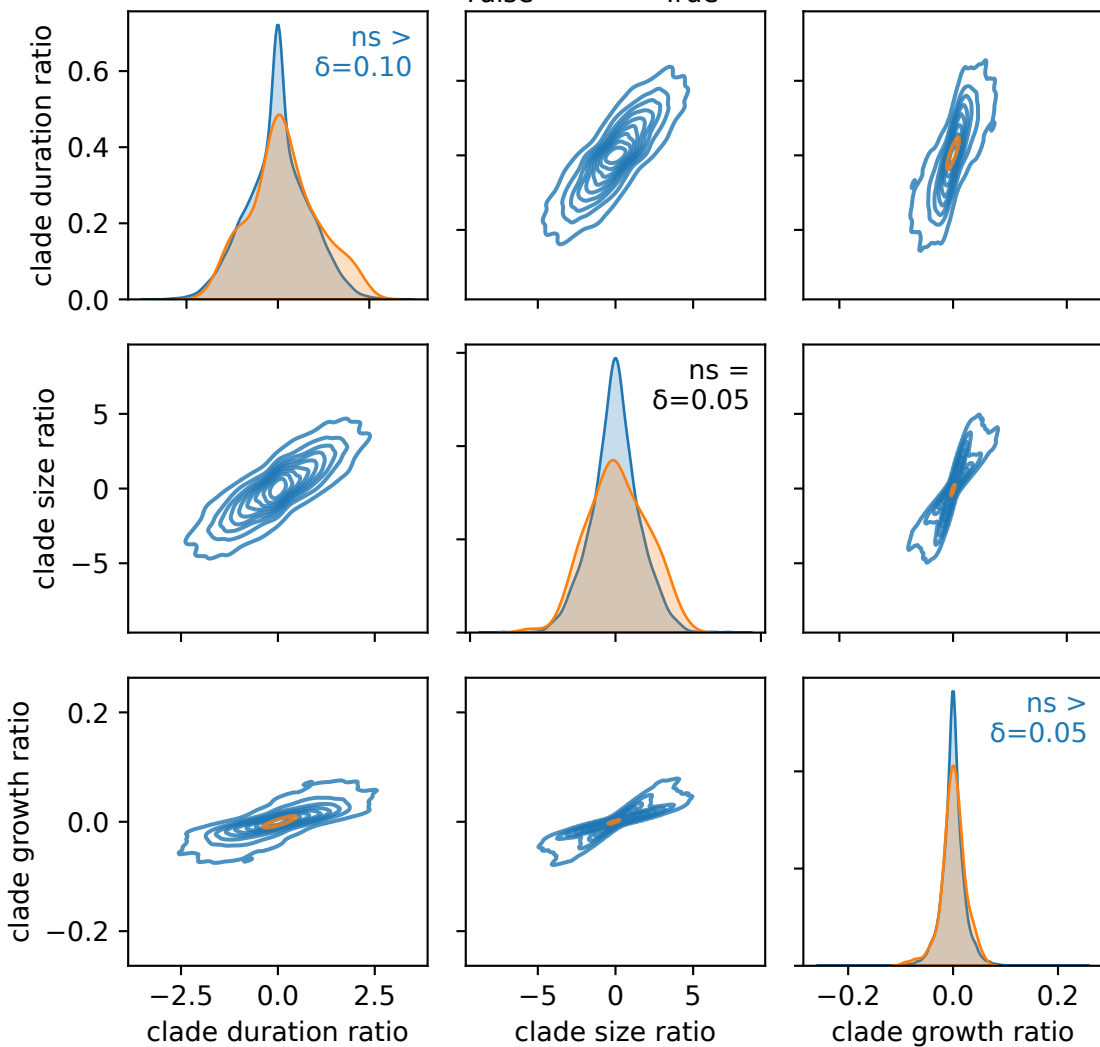 clade duration ratio
0.6
0.4
0.2
0.0
ns >
δ=0.10
clade size ratio
5
0
−5
ns =
δ=0.05
clade growth ratio
0.2
0.0
−0.2
ns >
δ=0.05
−2.5 0.0 2.5
−5 0 5
−0.2 0.0 0.2
clade duration ratio
clade size ratio
clade growth ratio